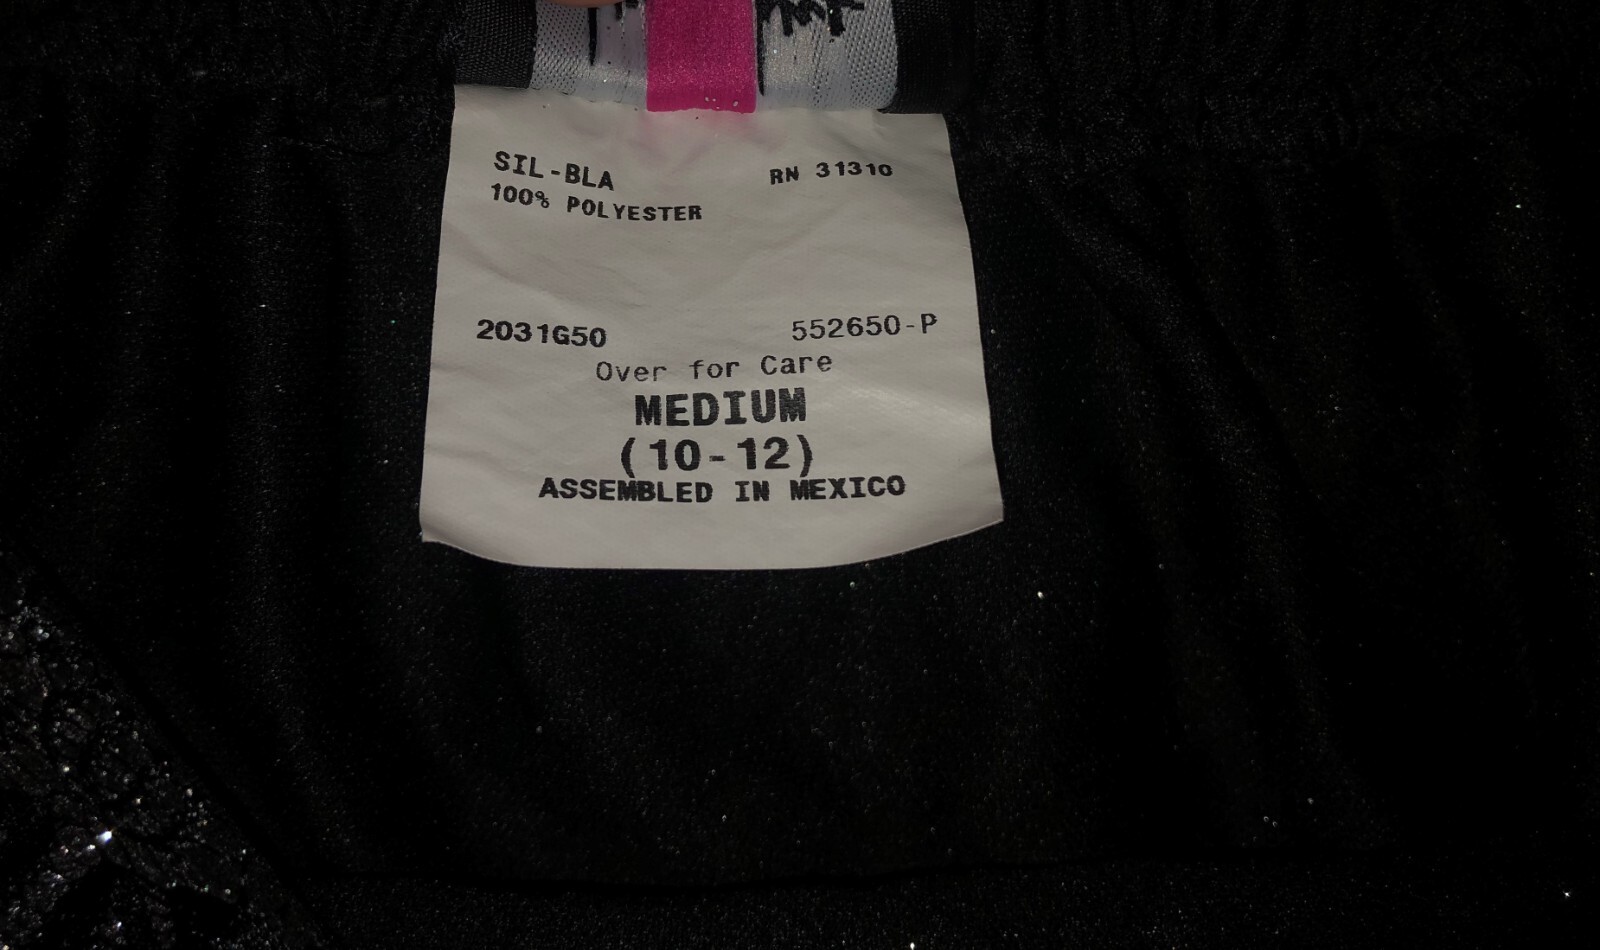 SIL-BLA RN 31310
100% POLYESTER
2031G50 552650-P
Over for Care
MEDIUM
(10-12)
ASSEMBLED IN MEXICO